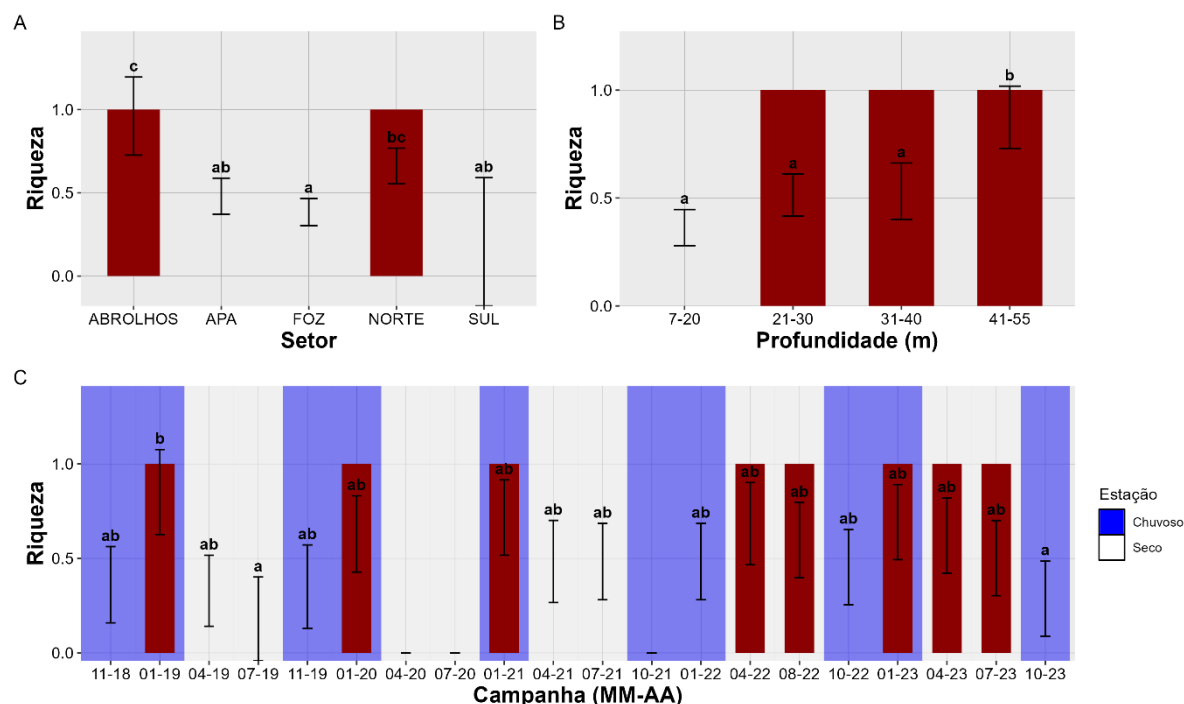 A
Riqueza
1.0
0.5
0.0
c
ab
a
bc
ab
ABROLHOS APA FOZ NORTE SUL
Setor
B
Riqueza
1.0
0.5
0.0
a
a
a
b
7-20 21-30 31-40 41-55
Profundidade (m)
C
Riqueza
1.0
0.5
0.0
ab b ab a ab ab ab ab ab ab ab ab ab ab ab ab a
11-18 01-19 04-19 07-19 11-19 01-20 04-20 07-20 01-21 04-21 07-21 10-21 01-22 04-22 08-22 10-22 01-23 04-23 07-23 10-23
Campanha (MM-AA)
Estação
Chuvoso
Seco